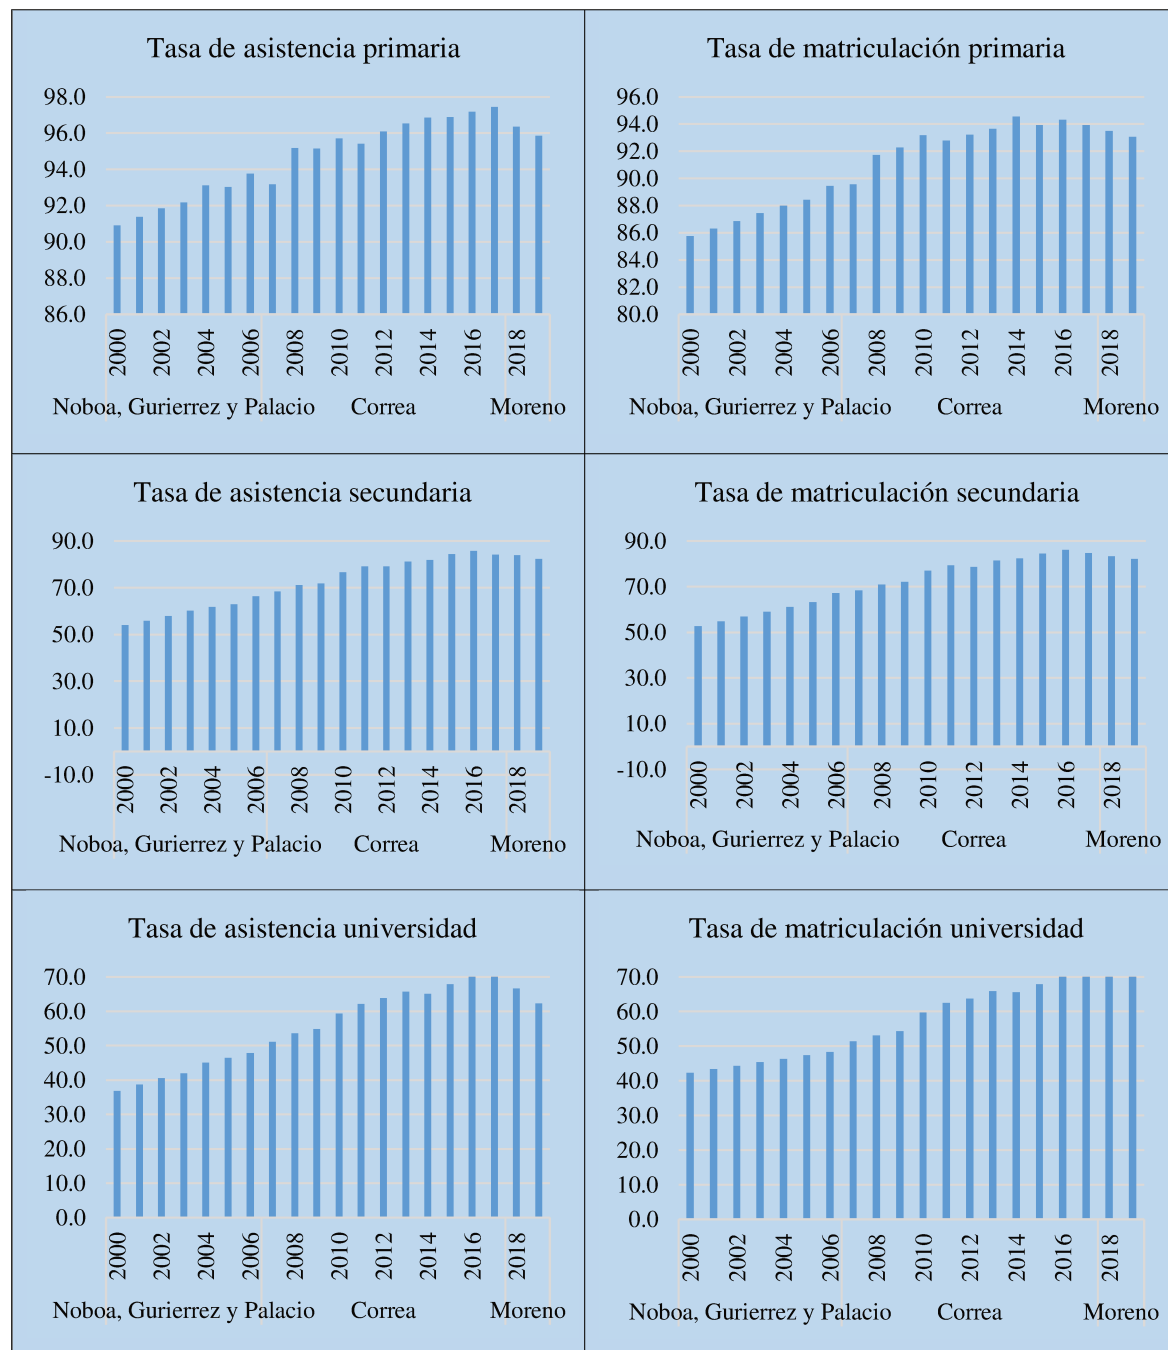 Tasa de asistencia primaria
98.0
96.0
94.0
92.0
90.0
88.0
86.0
2000 2002 2004 2006 2008 2010 2012 2014 2016 2018
Noboa, Gurierrez y Palacio Correa Moreno
Tasa de matriculación primaria
96.0
94.0
92.0
90.0
88.0
86.0
84.0
82.0
80.0
2000 2002 2004 2006 2008 2010 2012 2014 2016 2018
Noboa, Gurierrez y Palacio Correa Moreno
Tasa de asistencia secundaria
90.0
70.0
50.0
30.0
10.0
-10.0
2000 2002 2004 2006 2008 2010 2012 2014 2016 2018
Noboa, Gurierrez y Palacio Correa Moreno
Tasa de matriculación secundaria
90.0
70.0
50.0
30.0
10.0
-10.0
2000 2002 2004 2006 2008 2010 2012 2014 2016 2018
Noboa, Gurierrez y Palacio Correa Moreno
Tasa de asistencia universidad
70.0
60.0
50.0
40.0
30.0
20.0
10.0
0.0
2000 2002 2004 2006 2008 2010 2012 2014 2016 2018
Noboa, Gurierrez y Palacio Correa Moreno
Tasa de matriculación universidad
70.0
60.0
50.0
40.0
30.0
20.0
10.0
0.0
2000 2002 2004 2006 2008 2010 2012 2014 2016 2018
Noboa, Gurierrez y Palacio Correa Moreno